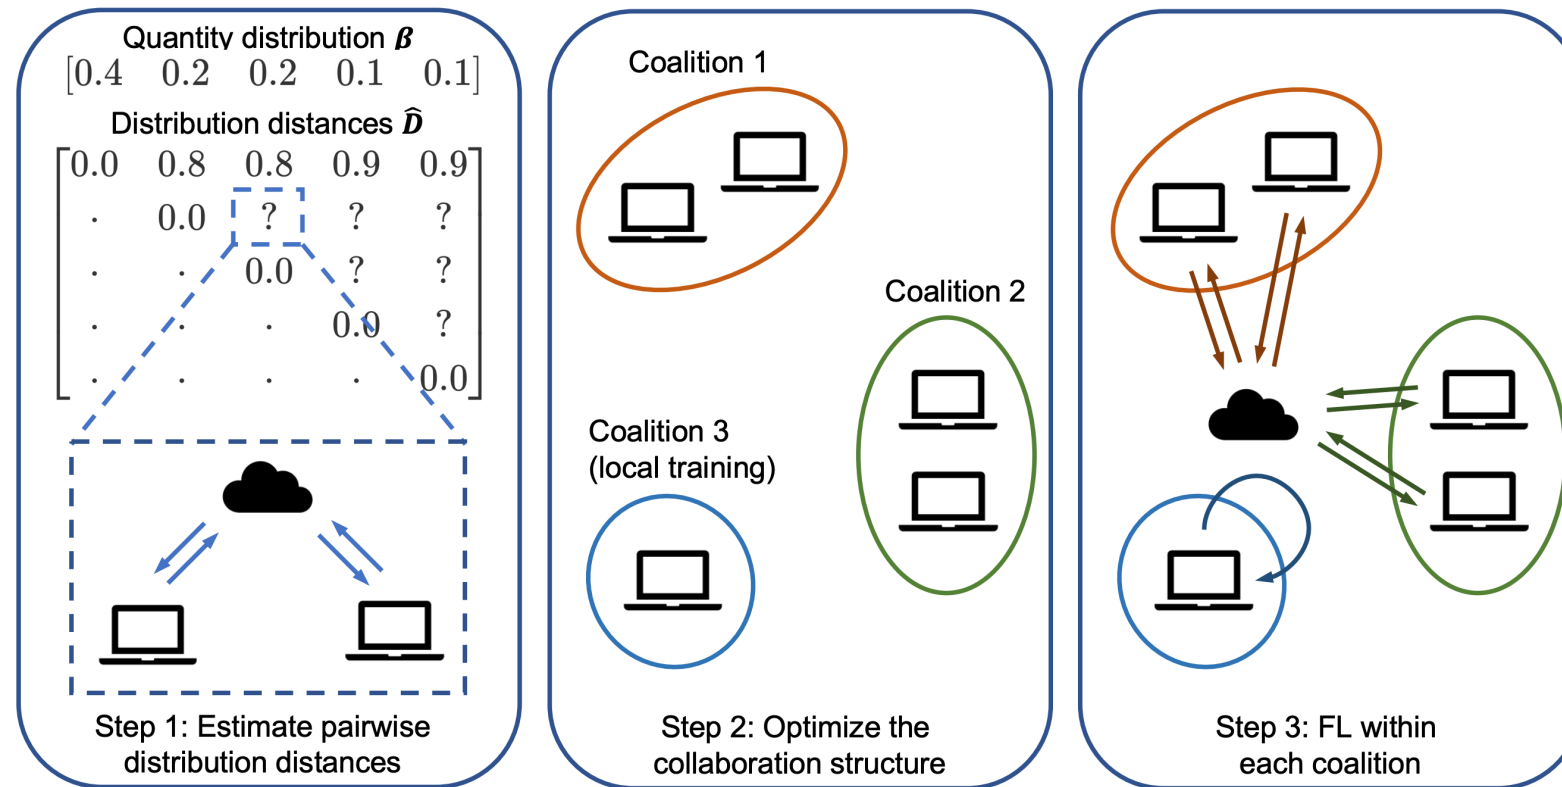 Quantity distribution β
[0.4 0.2 0.2 0.1 0.1]
Distribution distances D̂
0.0 0.8 0.8 0.9 0.9
· 0.0 ? ? ?
· · 0.0 ? ?
· · · 0.0 ?
· · · · 0.0
Step 1: Estimate pairwise
distribution distances
Coalition 1
Coalition 2
Coalition 3
(local training)
Step 2: Optimize the
collaboration structure
Step 3: FL within
each coalition